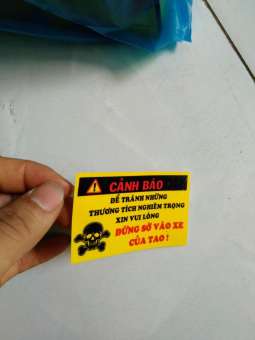 CẢNH BÁO
ĐỂ TRÁNH NHỮNG
THƯƠNG TÍCH NGHIÊM TRỌNG
XIN VUI LÒNG
ĐỪNG SỜ VÀO XE
CỦA TAO !